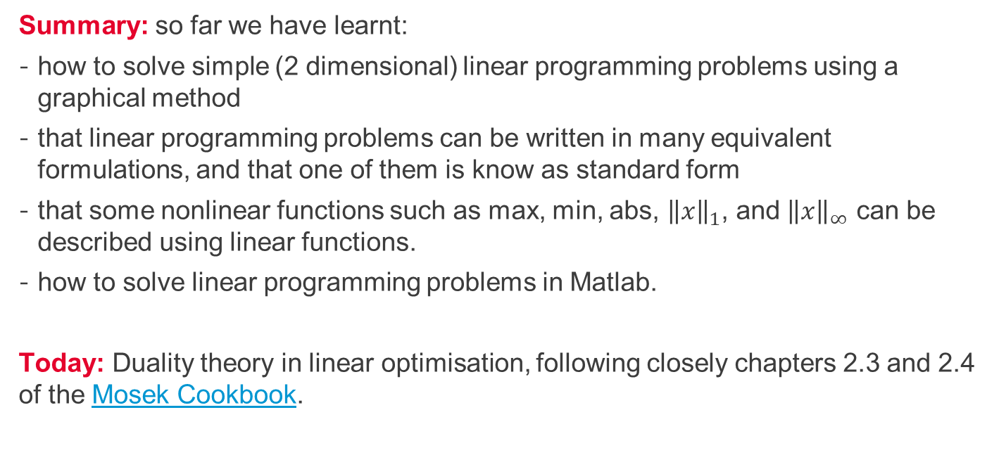 Summary: so far we have learnt:
- how to solve simple (2 dimensional) linear programming problems using a
graphical method
- that linear programming problems can be written in many equivalent
formulations, and that one of them is know as standard form
- that some nonlinear functions such as max, min, abs, ||𝑥||₁, and ||𝑥||∞ can be
described using linear functions.
- how to solve linear programming problems in Matlab.
Today: Duality theory in linear optimisation, following closely chapters 2.3 and 2.4
of the Mosek Cookbook.